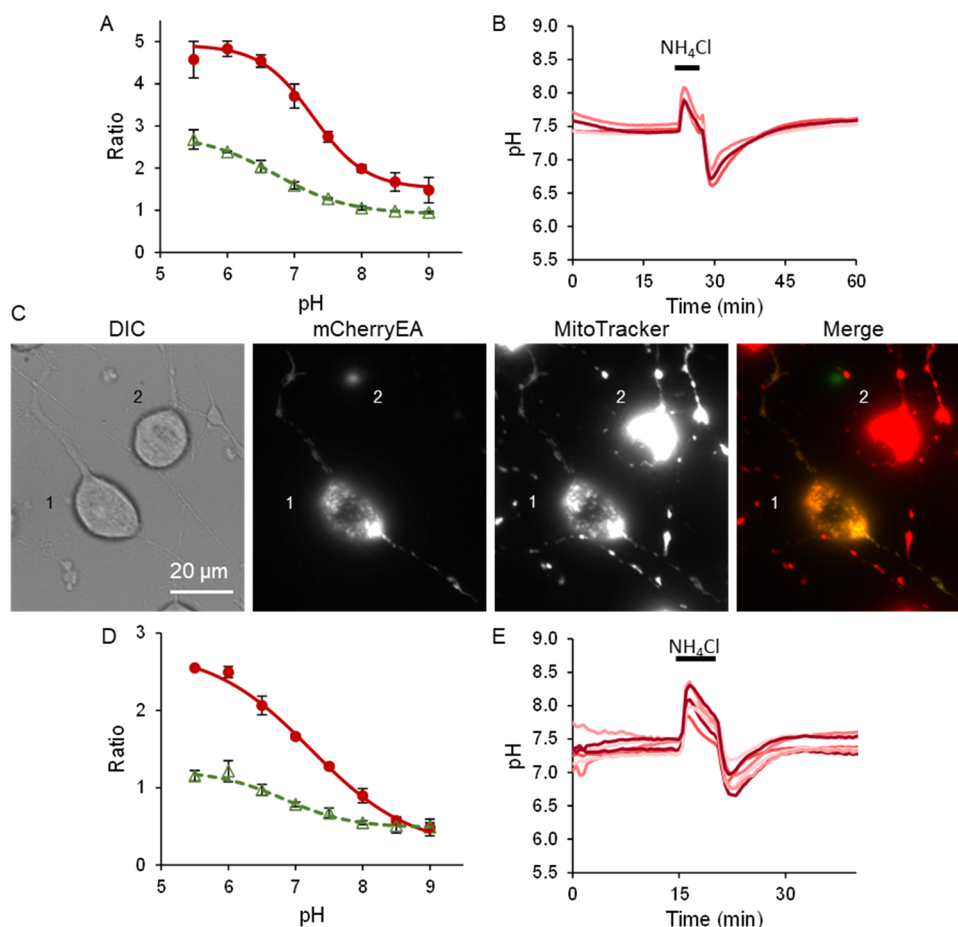 A
Ratio
5
4
3
2
1
0
5 6 7 8 9
pH
B
NH₄Cl
pH
9.0
8.5
8.0
7.5
7.0
6.5
6.0
5.5
0 15 30 45 60
Time (min)
C
DIC mCherryEA MitoTracker Merge
2 2 2 2
1 1 1 1
20 µm
D
Ratio
3
2
1
0
5 6 7 8 9
pH
E
NH₄Cl
pH
9.0
8.5
8.0
7.5
7.0
6.5
6.0
5.5
0 15 30
Time (min)